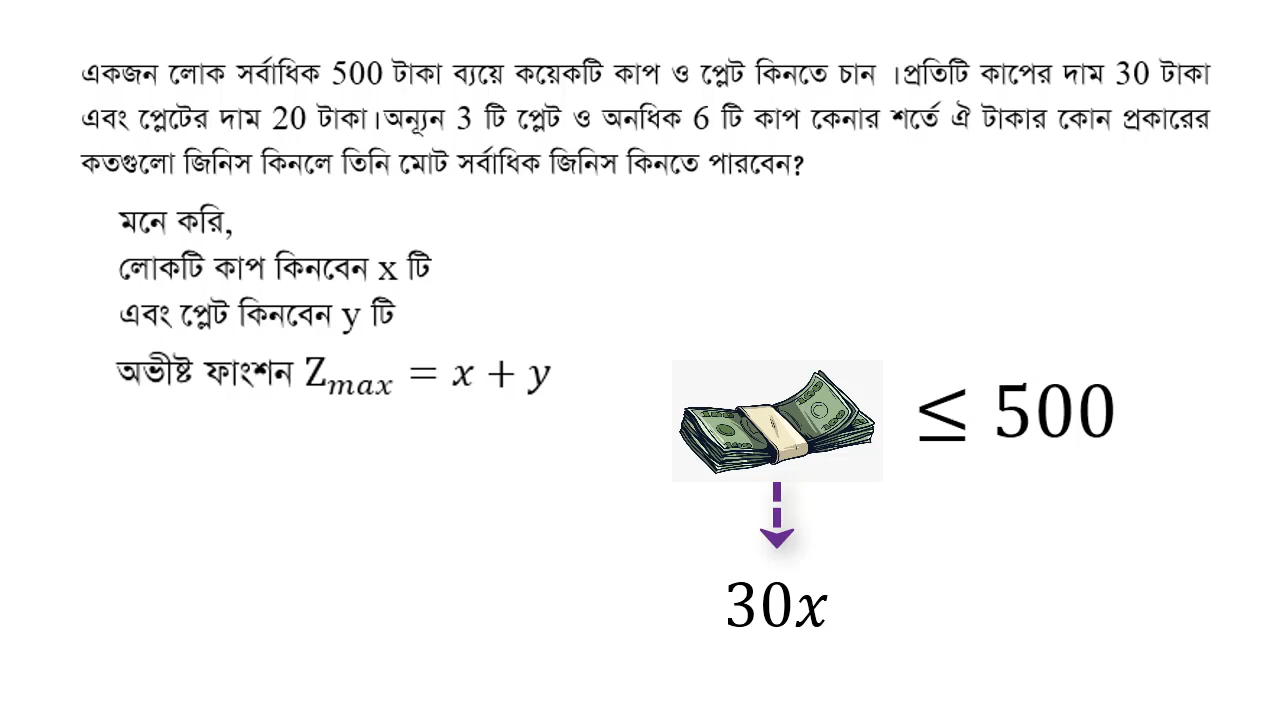 একজন লোক সর্বাধিক 500 টাকা ব্যয়ে কয়েকটি কাপ ও প্লেট কিনতে চান ।প্রতিটি কাপের দাম 30 টাকা
এবং প্লেটের দাম 20 টাকা।অন্যূন 3 টি প্লেট ও অনধিক 6 টি কাপ কেনার শর্তে ঐ টাকার কোন প্রকারের
কতগুলো জিনিস কিনলে তিনি মোট সর্বাধিক জিনিস কিনতে পারবেন?
মনে করি,
লোকটি কাপ কিনবেন x টি
এবং প্লেট কিনবেন y টি
অভীষ্ট ফাংশন Z_max = x + y
≤ 500
30x